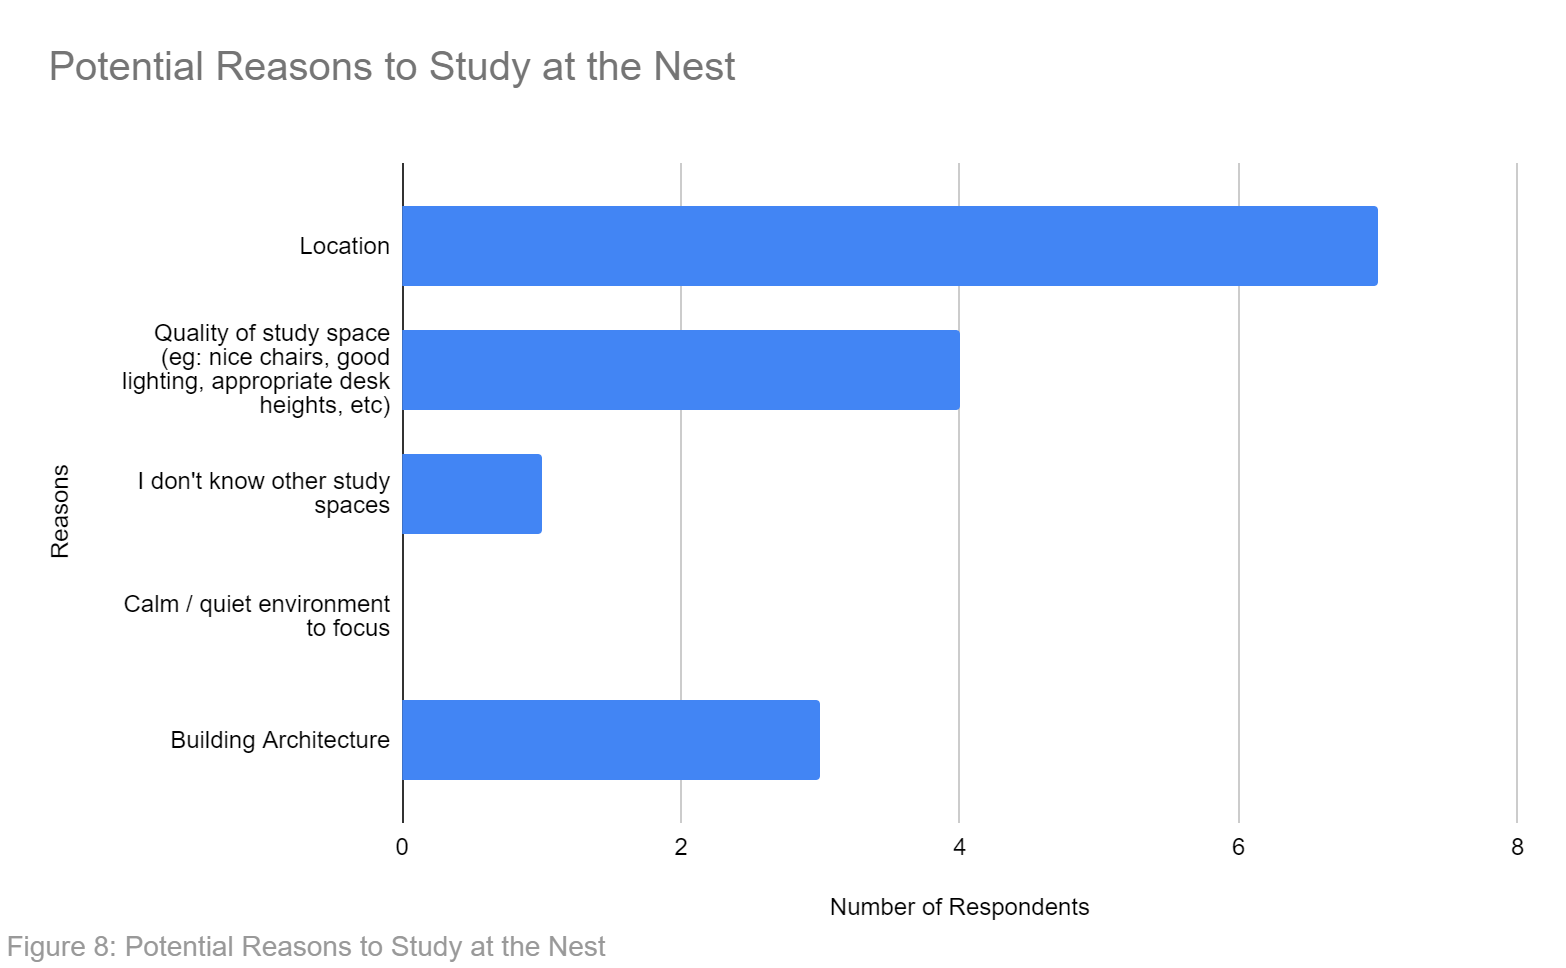 Potential Reasons to Study at the Nest
Location
Quality of study space
(eg: nice chairs, good
lighting, appropriate desk
heights, etc)
I don't know other study
spaces
Calm / quiet environment
to focus
Building Architecture
Reasons
0 2 4 6 8
Number of Respondents
Figure 8: Potential Reasons to Study at the Nest